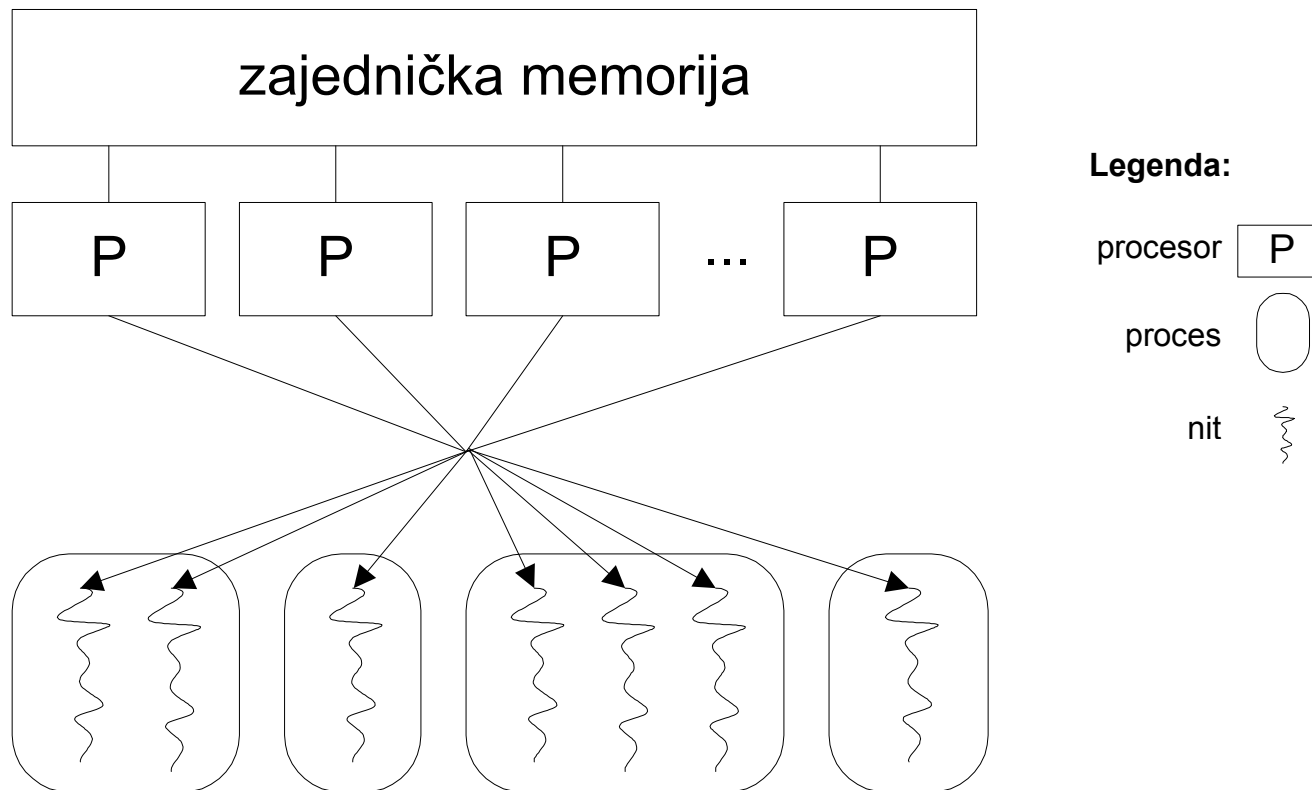 zajednička memorija
P P P ... P
Legenda:
procesor P
proces
nit